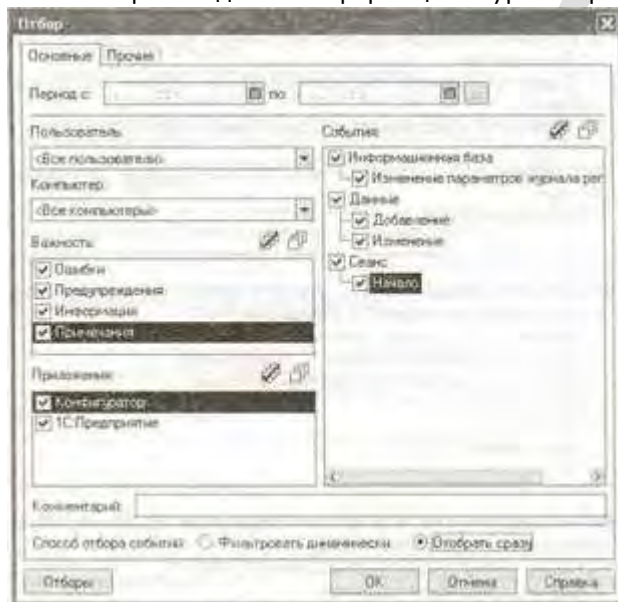 Отбор
Основные Прочие
Период с: по:
Пользователь:
<Все пользователи>
Компьютер:
<Все компьютеры>
Важность:
Ошибки
Предупреждения
Информация
Примечания
Приложения:
Конфигуратор
1С:Предприятие
События:
Информационная база
Изменение параметров журнала рег
Данные
Добавление
Изменение
Сеанс
Начало
Комментарий:
Способ отбора событий: Фильтровать динамически Отобрать сразу
Отборы ОК Отмена Справка